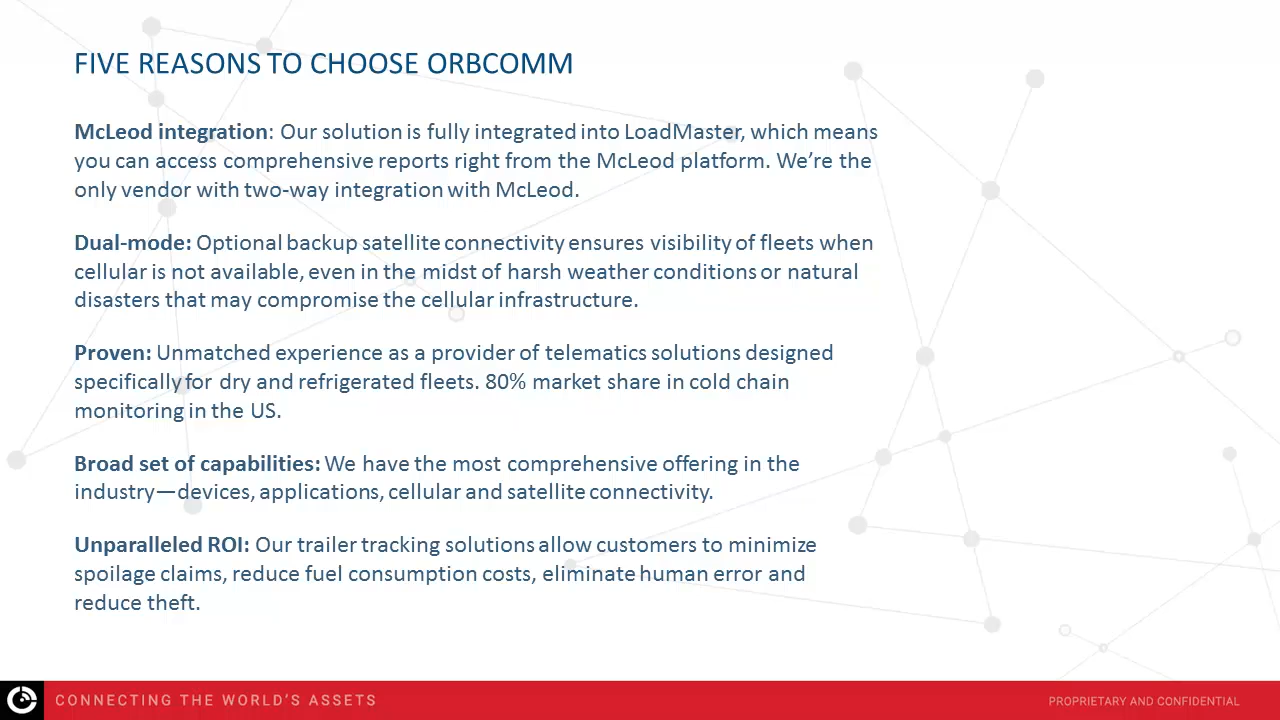 FIVE REASONS TO CHOOSE ORBCOMM
McLeod integration: Our solution is fully integrated into LoadMaster, which means
you can access comprehensive reports right from the McLeod platform. We’re the
only vendor with two-way integration with McLeod.
Dual-mode: Optional backup satellite connectivity ensures visibility of fleets when
cellular is not available, even in the midst of harsh weather conditions or natural
disasters that may compromise the cellular infrastructure.
Proven: Unmatched experience as a provider of telematics solutions designed
specifically for dry and refrigerated fleets. 80% market share in cold chain
monitoring in the US.
Broad set of capabilities: We have the most comprehensive offering in the
industry—devices, applications, cellular and satellite connectivity.
Unparalleled ROI: Our trailer tracking solutions allow customers to minimize
spoilage claims, reduce fuel consumption costs, eliminate human error and
reduce theft.
CONNECTING THE WORLD’S ASSETS
PROPRIETARY AND CONFIDENTIAL